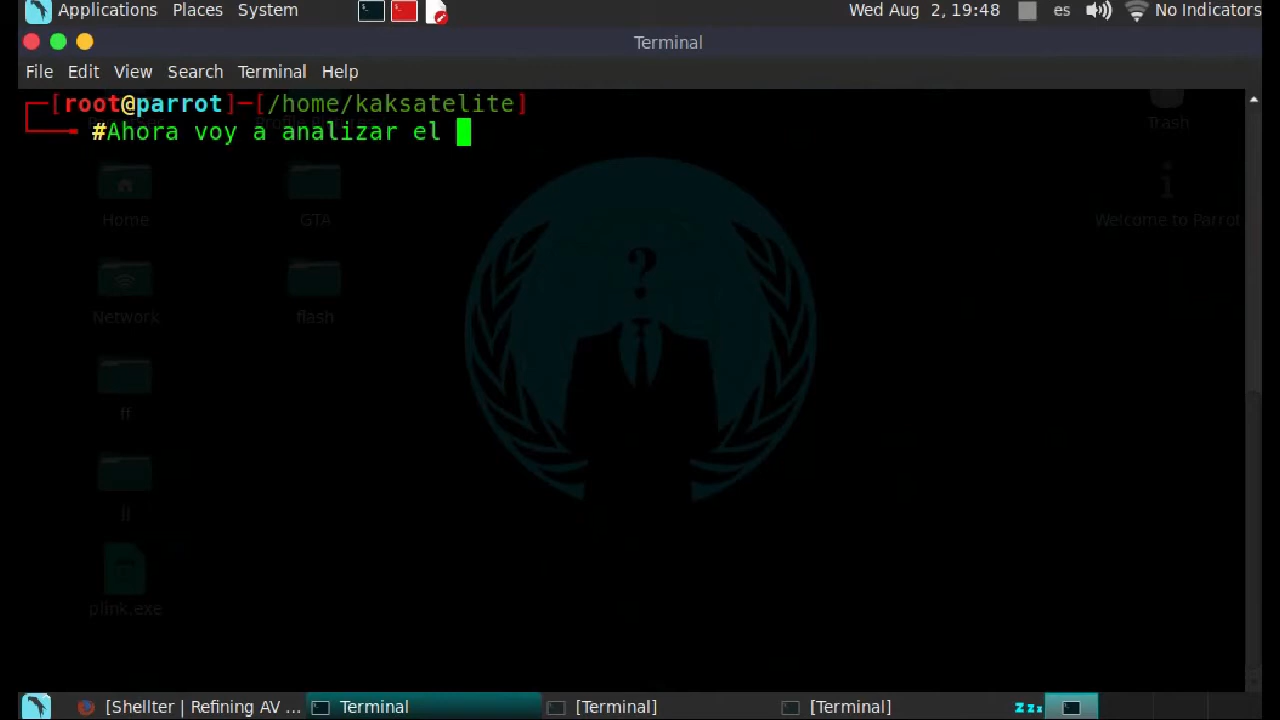 Applications Places System
Wed Aug 2, 19:48 es No Indicators
Terminal
File Edit View Search Terminal Help
[root@parrot]─[/home/kaksatelite]
#Ahora voy a analizar el
Trash
Home
GTA
Welcome to Parrot
Network
flash
ff
plink.exe
[Shellter | Refining AV ...
Terminal
[Terminal]
[Terminal]
zzz